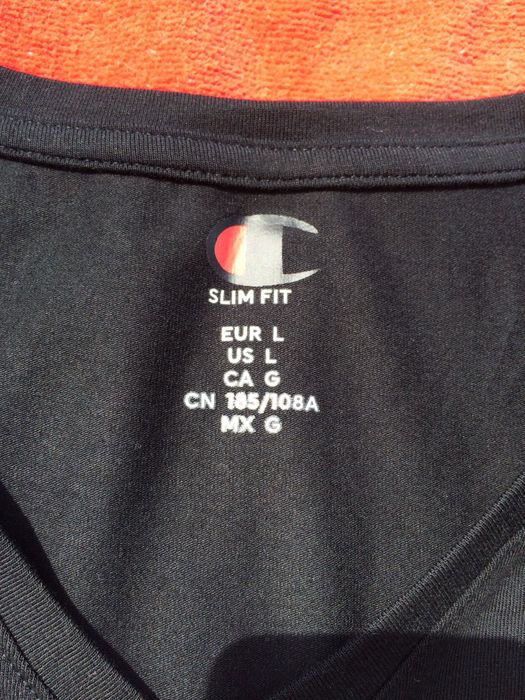 SLIM FIT
EUR L
US L
CA G
CN 185/108A
MX G